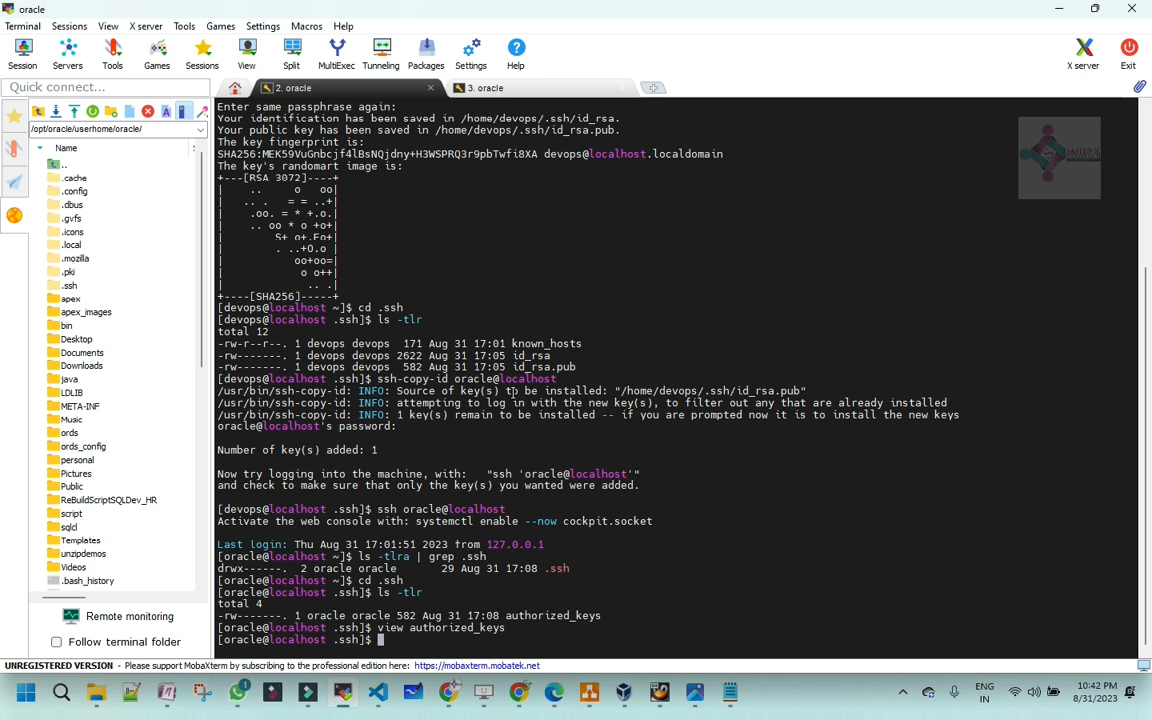 oracle
Terminal Sessions View X server Tools Games Settings Macros Help
Session Servers Tools Games Sessions View Split MultiExec Tunneling Packages Settings Help X server Exit
Quick connect...
2. oracle
3. oracle
/opt/oracle/userhome/oracle/
Name
..
.cache
.config
.dbus
.gvfs
.icons
.local
.mozilla
.pki
.ssh
apex
apex_images
bin
Desktop
Documents
Downloads
java
LDLIB
META-INF
Music
ords
ords_config
personal
Pictures
Public
ReBuildScriptSQLDev_HR
script
sqlcl
Templates
unzipdemos
Videos
.bash_history
Remote monitoring
Follow terminal folder
Enter same passphrase again:
Your identification has been saved in /home/devops/.ssh/id_rsa.
Your public key has been saved in /home/devops/.ssh/id_rsa.pub.
The key fingerprint is:
SHA256:MEK59VuGnbcjf4lBsNQjdny+H3WSPRQ3r9pbTwfi8XA devops@localhost.localdomain
The key's randomart image is:
+---[RSA 3072]----+
|    ..     o   oo|
|   .. .   = = ..+|
|    .oo. = * +.o.|
|    .. oo * o +o+|
|        S+ o+.Eo+|
|        . ..+O.o |
|           oo+oo=|
|            o o++|
|             .. .|
+----[SHA256]-----+
[devops@localhost ~]$ cd .ssh
[devops@localhost .ssh]$ ls -tlr
total 12
-rw-r--r--. 1 devops devops  171 Aug 31 17:01 known_hosts
-rw-------. 1 devops devops 2622 Aug 31 17:05 id_rsa
-rw-------. 1 devops devops  582 Aug 31 17:05 id_rsa.pub
[devops@localhost .ssh]$ ssh-copy-id oracle@localhost
/usr/bin/ssh-copy-id: INFO: Source of key(s) to be installed: "/home/devops/.ssh/id_rsa.pub"
/usr/bin/ssh-copy-id: INFO: attempting to log in with the new key(s), to filter out any that are already installed
/usr/bin/ssh-copy-id: INFO: 1 key(s) remain to be installed -- if you are prompted now it is to install the new keys
oracle@localhost's password:
Number of key(s) added: 1
Now try logging into the machine, with:   "ssh 'oracle@localhost'"
and check to make sure that only the key(s) you wanted were added.
[devops@localhost .ssh]$ ssh oracle@localhost
Activate the web console with: systemctl enable --now cockpit.socket
Last login: Thu Aug 31 17:01:51 2023 from 127.0.0.1
[oracle@localhost ~]$ ls -tlra | grep .ssh
drwx------.  2 oracle oracle       29 Aug 31 17:08 .ssh
[oracle@localhost ~]$ cd .ssh
[oracle@localhost .ssh]$ ls -tlr
total 4
-rw-------. 1 oracle oracle 582 Aug 31 17:08 authorized_keys
[oracle@localhost .ssh]$ view authorized_keys
[oracle@localhost .ssh]$
UNREGISTERED VERSION - Please support MobaXterm by subscribing to the professional edition here: https://mobaxterm.mobatek.net
1
ENG
IN
10:42 PM
8/31/2023